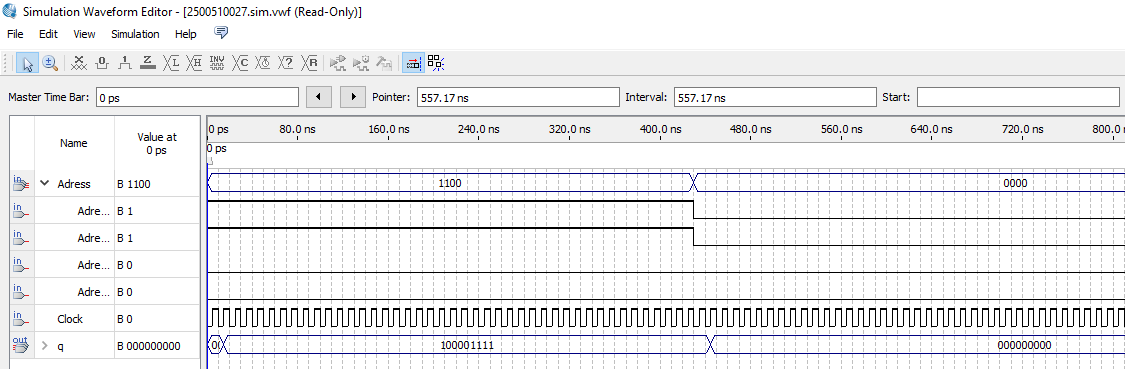 Simulation Waveform Editor - [2500510027.sim.vwf (Read-Only)]
File Edit View Simulation Help
Master Time Bar: 0 ps Pointer: 557.17 ns Interval: 557.17 ns Start:
Name Value at 0 ps
0 ps 80.0 ns 160.0 ns 240.0 ns 320.0 ns 400.0 ns 480.0 ns 560.0 ns 640.0 ns 720.0 ns 800.0
0 ps
in Adress B 1100 1100 0000
in Adre... B 1
in Adre... B 1
in Adre... B 0
in Adre... B 0
in Clock B 0
out q B 000000000 100001111 000000000